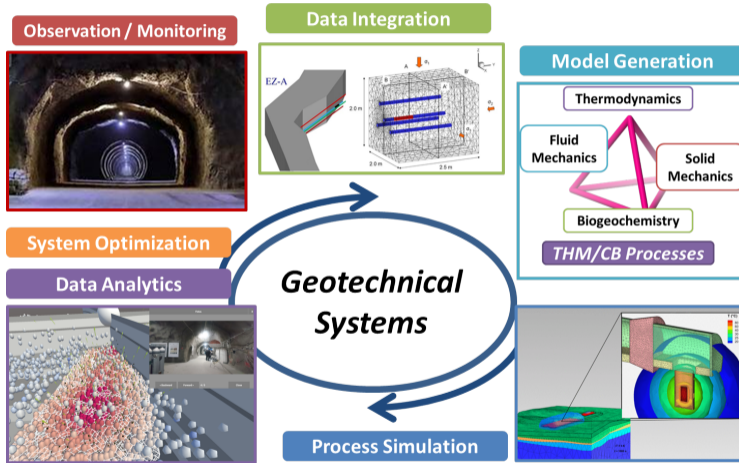 Observation / Monitoring
Data Integration
Model Generation
EZ-A
A
B
B'
A'
2.0 m
2.0 m
2.0 m
Thermodynamics
Fluid
Mechanics
Solid
Mechanics
Biogeochemistry
THM/CB Processes
System Optimization
Data Analytics
Geotechnical
Systems
Process Simulation